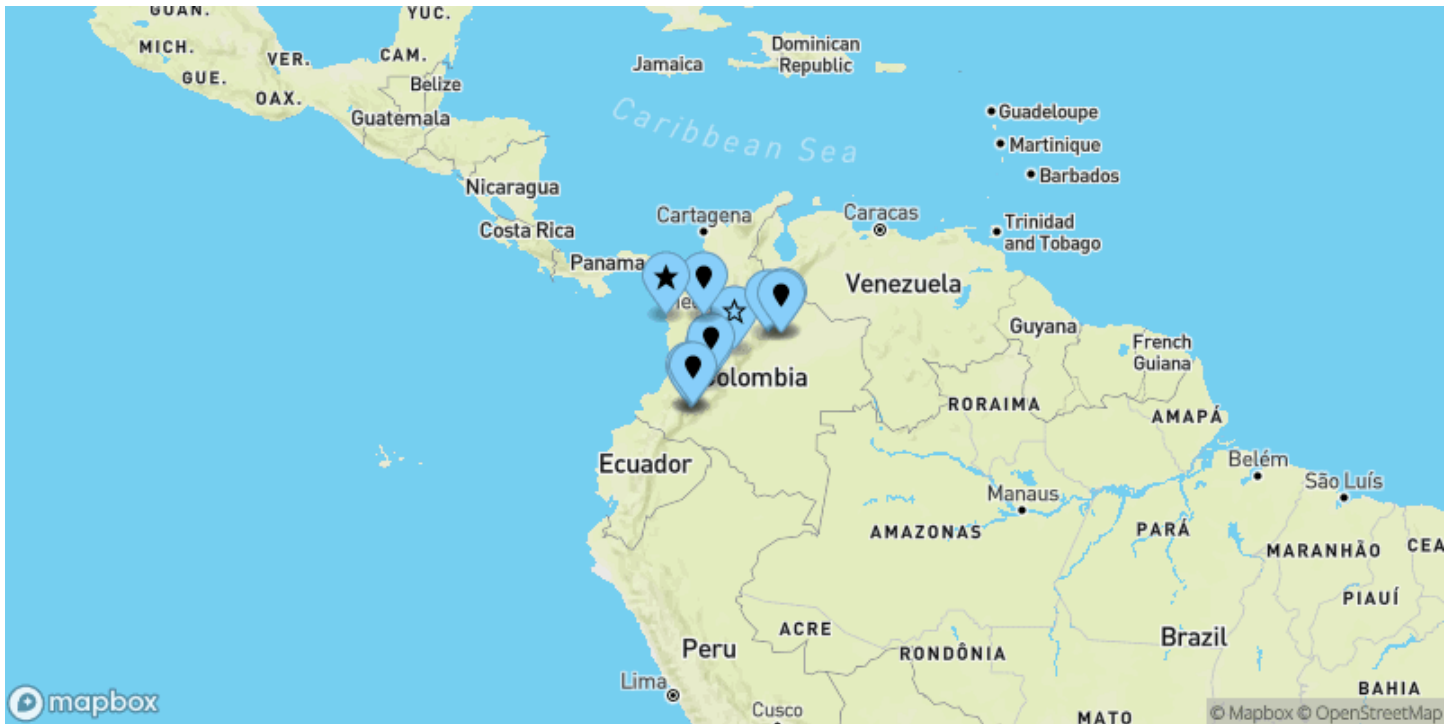 GUAN.
YUC.
MICH.
VER.
CAM.
GUE.
OAX.
Belize
Guatemala
Jamaica
Dominican
Republic
Caribbean Sea
Guadeloupe
Martinique
Barbados
Nicaragua
Costa Rica
Panama
Cartagena
Caracas
Trinidad
and Tobago
Venezuela
Guyana
French
Guiana
Colombia
RORAIMA
AMAPÁ
Ecuador
Belém
São Luís
Manaus
AMAZONAS
PARÁ
MARANHÃO
CEA
PIAUÍ
ACRE
Peru
RONDÔNIA
Brazil
Lima
BAHIA
Cusco
MATO
mapbox
© Mapbox © OpenStreetMap